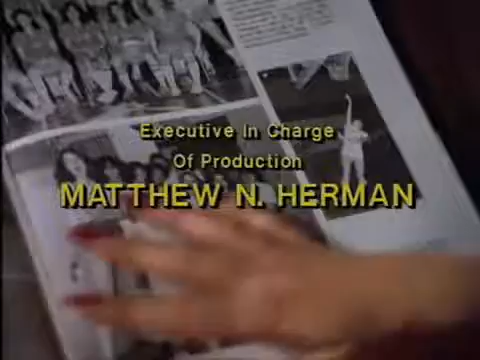 Executive In Charge
Of Production
MATTHEW N. HERMAN